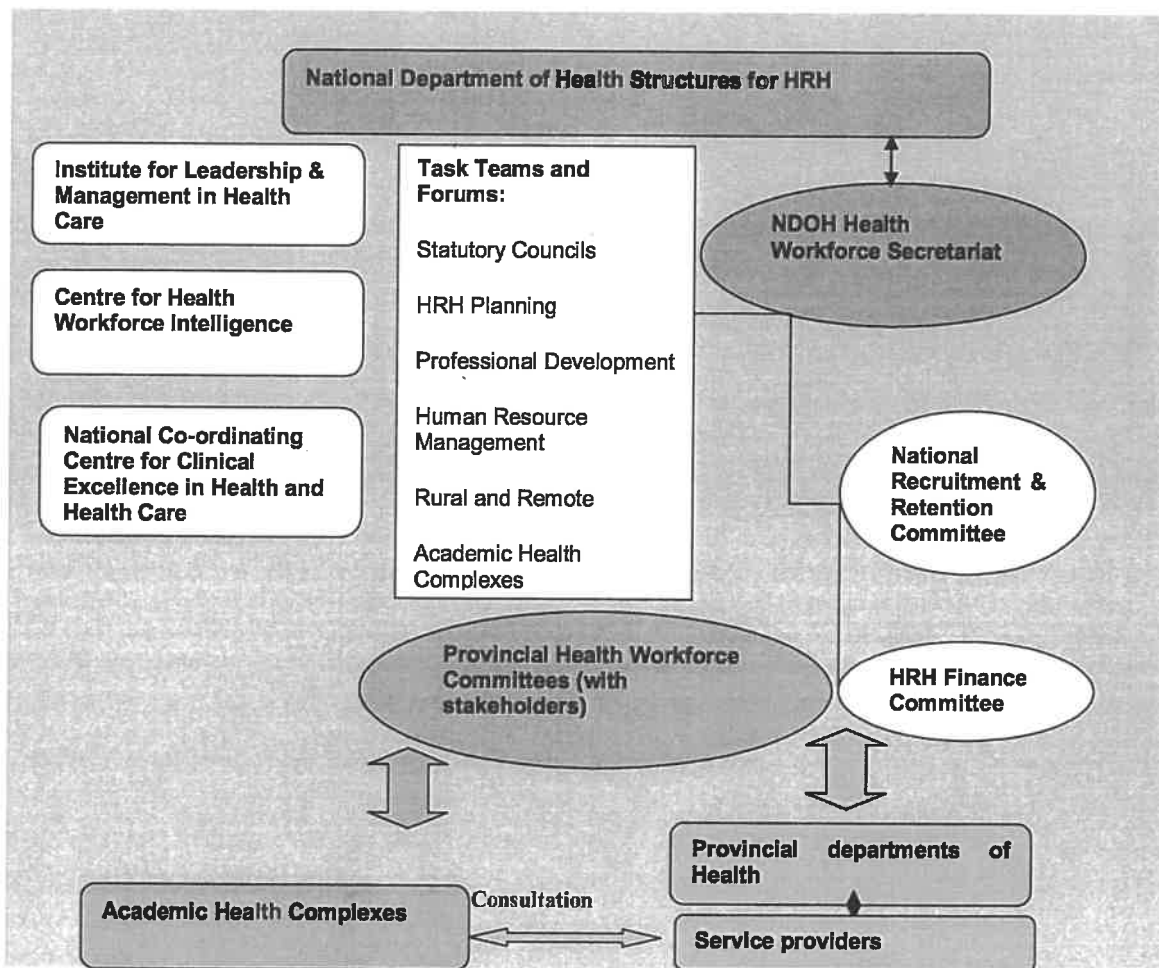 National Department of Health Structures for HRH
Institute for Leadership &
Management in Health
Care
Centre for Health
Workforce Intelligence
National Co-ordinating
Centre for Clinical
Excellence in Health and
Health Care
Task Teams and
Forums:
Statutory Councils
HRH Planning
Professional Development
Human Resource
Management
Rural and Remote
Academic Health
Complexes
NDOH Health
Workforce Secretariat
National
Recruitment &
Retention
Committee
HRH Finance
Committee
Provincial Health Workforce
Committees (with
stakeholders)
Provincial departments of
Health
Academic Health Complexes
Consultation
Service providers